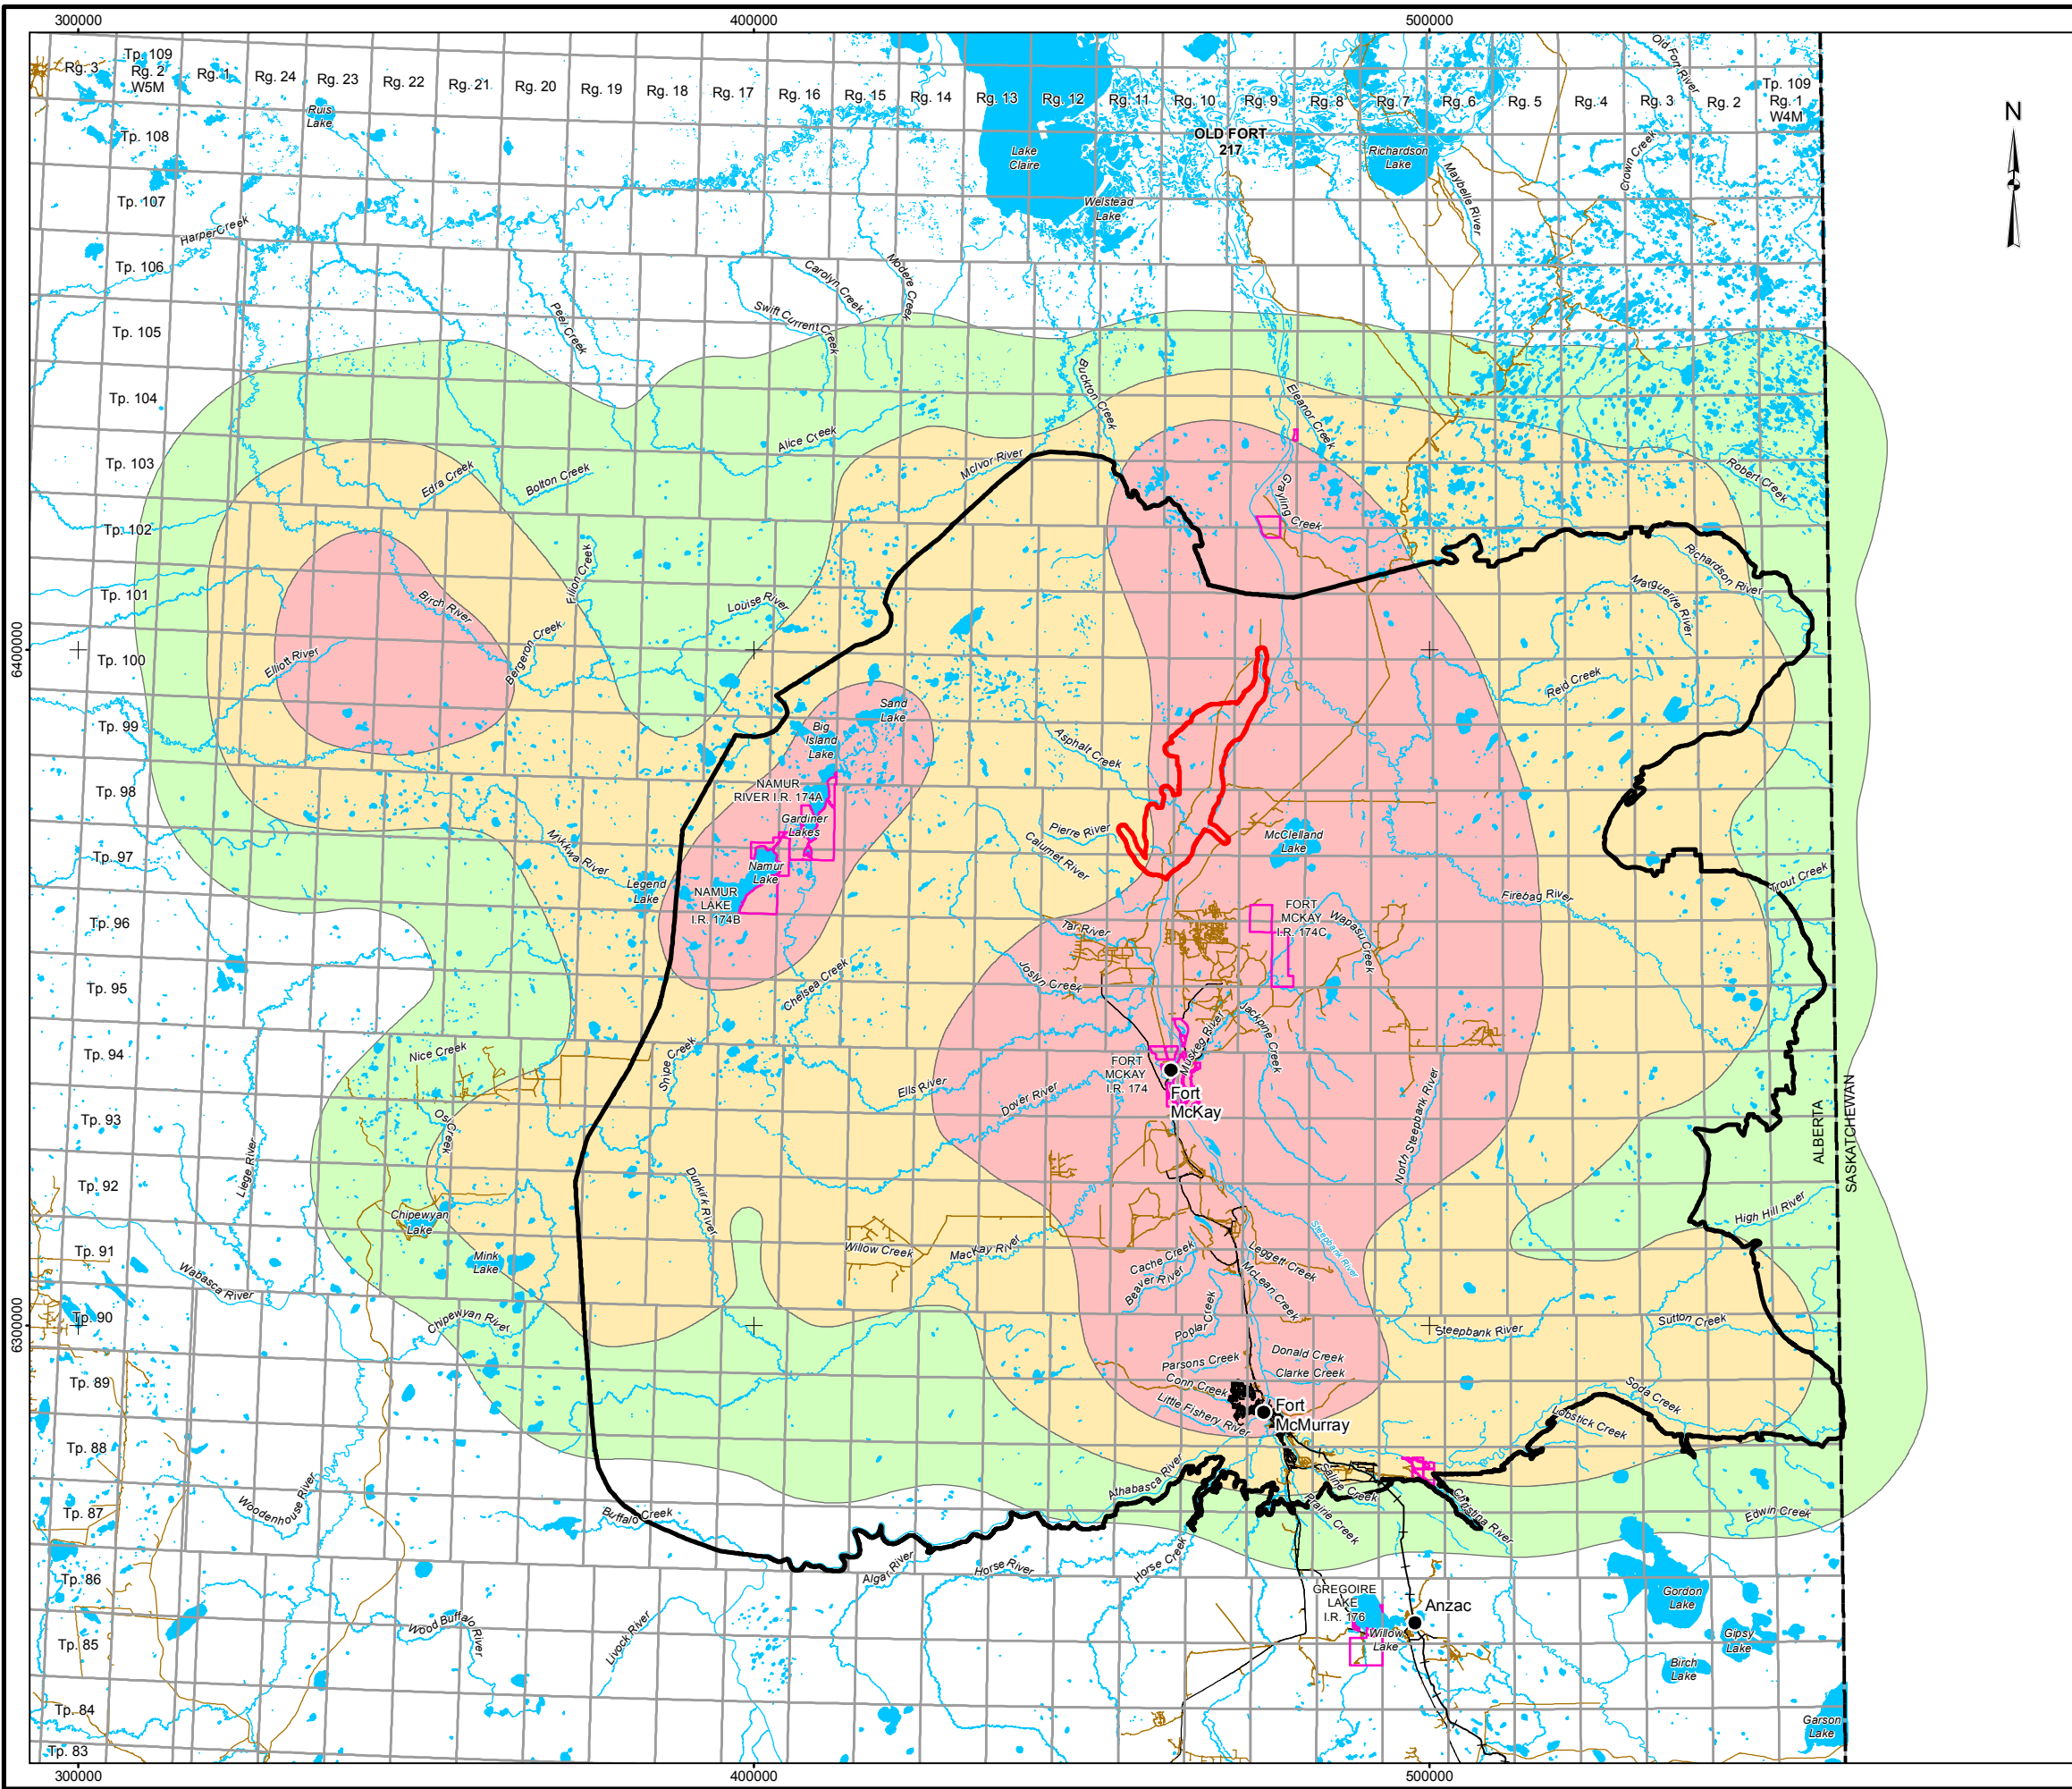 300000
400000
500000
Tp. 109
Rg. 3
Rg. 2
W5M
Rg. 1
Rg. 24
Rg. 23
Rg. 22
Rg. 21
Rg. 20
Rg. 19
Rg. 18
Rg. 17
Rg. 16
Rg. 15
Rg. 14
Rg. 13
Rg. 12
Rg. 11
Rg. 10
Rg. 9
Rg. 8
Rg. 7
Rg. 6
Rg. 5
Rg. 4
Rg. 3
Rg. 2
Tp. 109
Rg. 1
W4M
Old Fort River
N
Ruis
Lake
Tp. 108
OLD FORT
217
Lake
Claire
Richardson
Lake
Maybelle River
Crown Creek
Tp. 107
Welstead
Lake
Harper Creek
Tp. 106
Carolyn Creek
Modere Creek
Swift Current Creek
Peel Creek
Tp. 105
Buckton Creek
Eleanor Creek
Tp. 104
Alice Creek
Tp. 103
Edra Creek
Bolton Creek
McIvor River
Robert Creek
Grayling Creek
Tp. 102
Filion Creek
Richardson River
Marguerite River
Tp. 101
Birch River
Louise River
6400000
Tp. 100
Elliott River
Bergeron Creek
Reid Creek
Tp. 99
Sand
Lake
Big
Island
Lake
Asphalt Creek
Tp. 98
NAMUR
RIVER I.R. 174A
Gardiner
Lakes
Pierre River
Calumet River
McClelland
Lake
Tp. 97
Mikkwa River
Namur
Lake
Legend
Lake
NAMUR
LAKE
I.R. 174B
Trout Creek
Firebag River
Tp. 96
FORT
MCKAY
I.R. 174C
Wapasu Creek
Tar River
Joslyn Creek
Chelsea Creek
Tp. 95
Jackpine Creek
Muskeg River
Tp. 94
Nice Creek
Snipe Creek
FORT
MCKAY
I.R. 174
Fort
McKay
Ells River
Dover River
North Steepbank River
Tp. 93
Osi Creek
ALBERTA
SASKATCHEWAN
Liege River
Tp. 92
Dunkirk River
Chipewyan
Lake
High Hill River
Steepbank River
Tp. 91
Mink
Lake
Willow Creek
MacKay River
Cache Creek
Beaver River
Leggett Creek
McLean Creek
Wabasca River
6300000
Tp. 90
Chipewyan River
Poplar Creek
Steepbank River
Sutton Creek
Tp. 89
Parsons Creek
Donald Creek
Clarke Creek
Conn Creek
Little Fishery River
Fort
McMurray
Soda Creek
Lobstick Creek
Tp. 88
Athabasca River
Saline Creek
Prairie Creek
Christina River
Tp. 87
Woodenhouse River
Buffalo Creek
Edwin Creek
Tp. 86
Algar River
Horse River
Horse Creek
GREGOIRE
LAKE
I.R. 176
Anzac
Gordon
Lake
Tp. 85
Wood Buffalo River
Livock River
Willow
Lake
Gipsy
Lake
Birch
Lake
Tp. 84
Garson
Lake
Tp. 83
300000
400000
500000